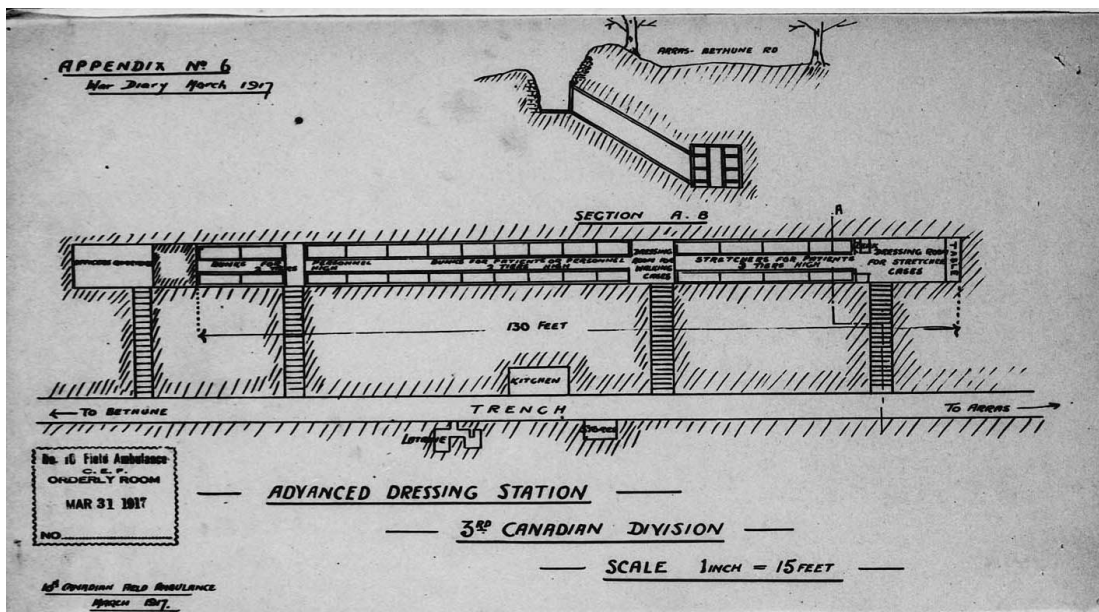 APPENDIX No 6
War Diary March 1917
ARRAS-BETHUNE RD
SECTION A.B
A
BUNKS FOR PERSONNEL
2 TIERS HIGH
BUNKS FOR PATIENTS OR PERSONNEL
2 TIERS HIGH
DRESSING
ROOM FOR
WALKING
CASES
STRETCHERS FOR PATIENTS
3 TIERS HIGH
DRESSING ROOM
FOR STRETCHER
CASES
TABLE
130 FEET
KITCHEN
← TO BETHUNE
TRENCH
TO ARRAS →
LATRINE
No. 10 Field Ambulance
C.E.F.
ORDERLY ROOM
MAR 31 1917
NO.
ADVANCED DRESSING STATION
3RD CANADIAN DIVISION
SCALE 1 INCH = 15 FEET
10th CANADIAN FIELD AMBULANCE
MARCH 1917.